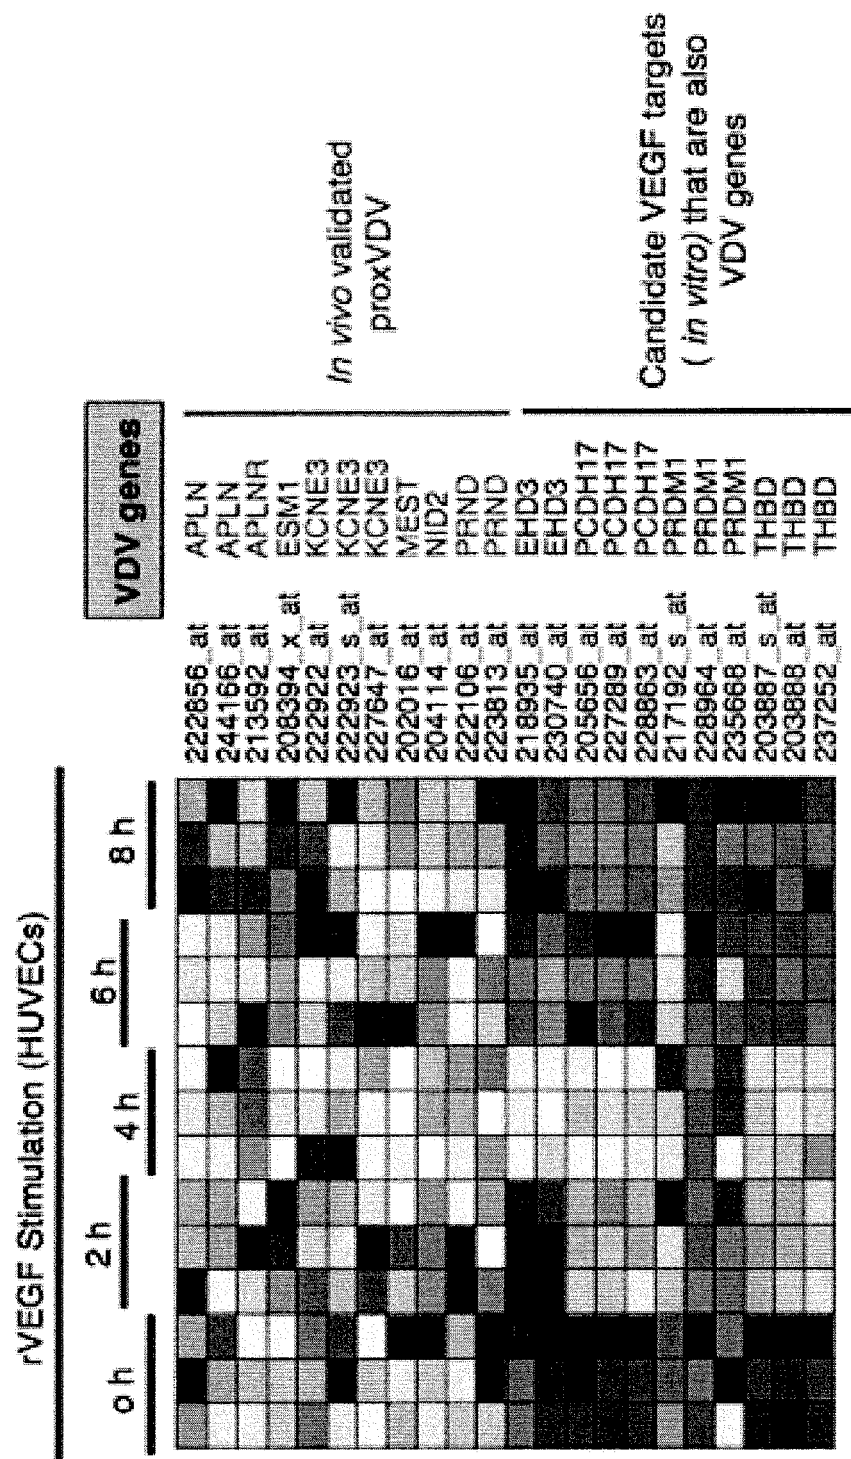 rVEGF Stimulation (HUVECs)
0 h
2 h
4 h
6 h
8 h
VDV genes
222856_at APLN
244166_at APLN
213592_at APLNR
208394_x_at ESM1
222922_at KCNE3
222923_s_at KCNE3
227647_at KCNE3
202016_at MEST
204114_at NID2
222106_at PRND
223813_at PRND
218935_at EHD3
230740_at EHD3
205656_at PCDH17
227289_at PCDH17
228863_at PCDH17
217192_s_at PRDM1
228964_at PRDM1
235668_at PRDM1
203887_s_at THBD
203888_at THBD
237252_at THBD
In vivo validated
proxVDV
Candidate VEGF targets
( in vitro) that are also
VDV genes